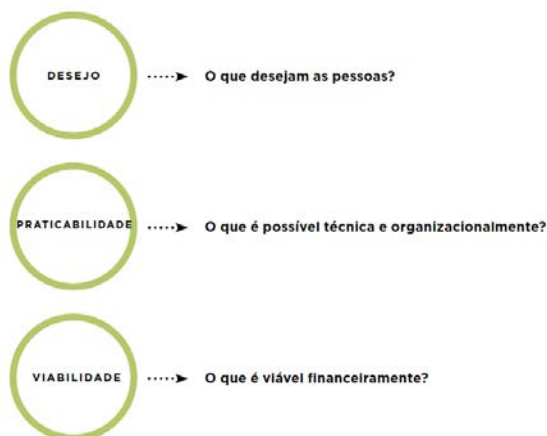 DESEJO
O que desejam as pessoas?
PRATICABILIDADE
O que é possível técnica e organizacionalmente?
VIABILIDADE
O que é viável financeiramente?